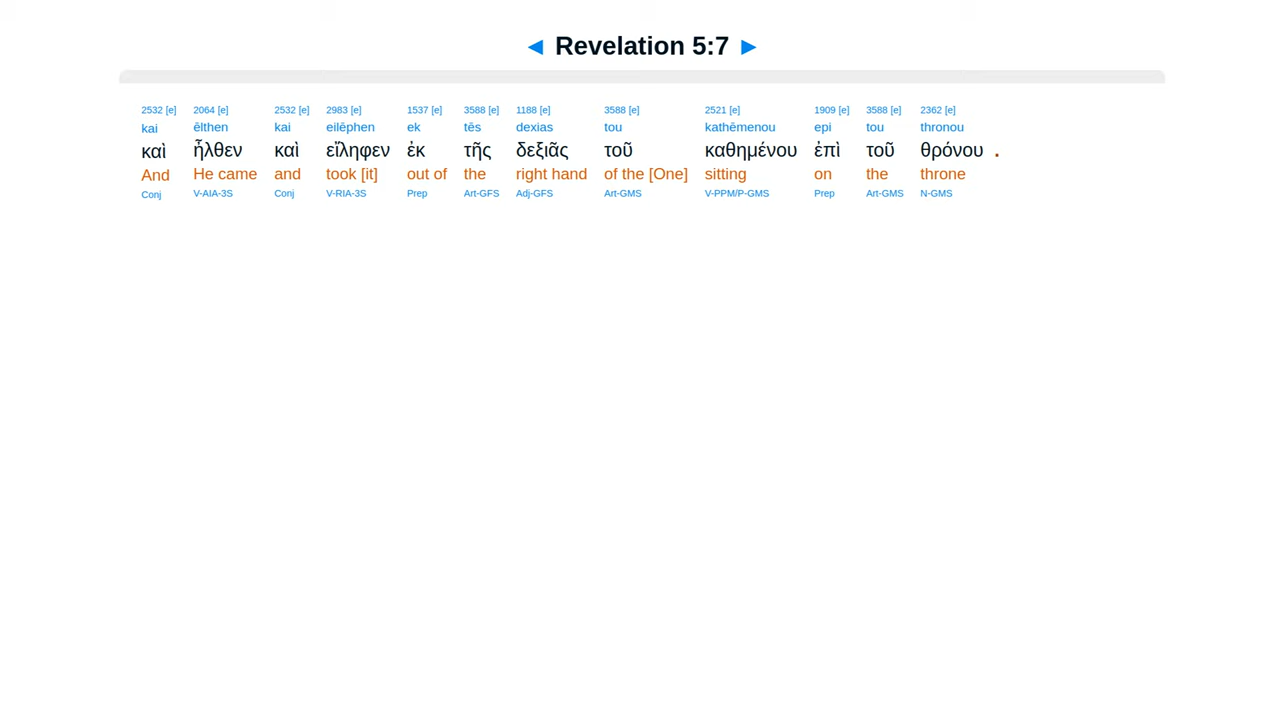 ◄ Revelation 5:7 ►
2532 [e] 2064 [e] 2532 [e] 2983 [e] 1537 [e] 3588 [e] 1188 [e] 3588 [e] 2521 [e] 1909 [e] 3588 [e] 2362 [e]
kai ēlthen kai eilēphen ek tēs dexias tou kathēmenou epi tou thronou
καὶ ἦλθεν καὶ εἴληφεν ἐκ τῆς δεξιᾶς τοῦ καθημένου ἐπὶ τοῦ θρόνου .
And He came and took [it] out of the right hand of the [One] sitting on the throne
Conj V-AIA-3S Conj V-RIA-3S Prep Art-GFS Adj-GFS Art-GMS V-PPM/P-GMS Prep Art-GMS N-GMS